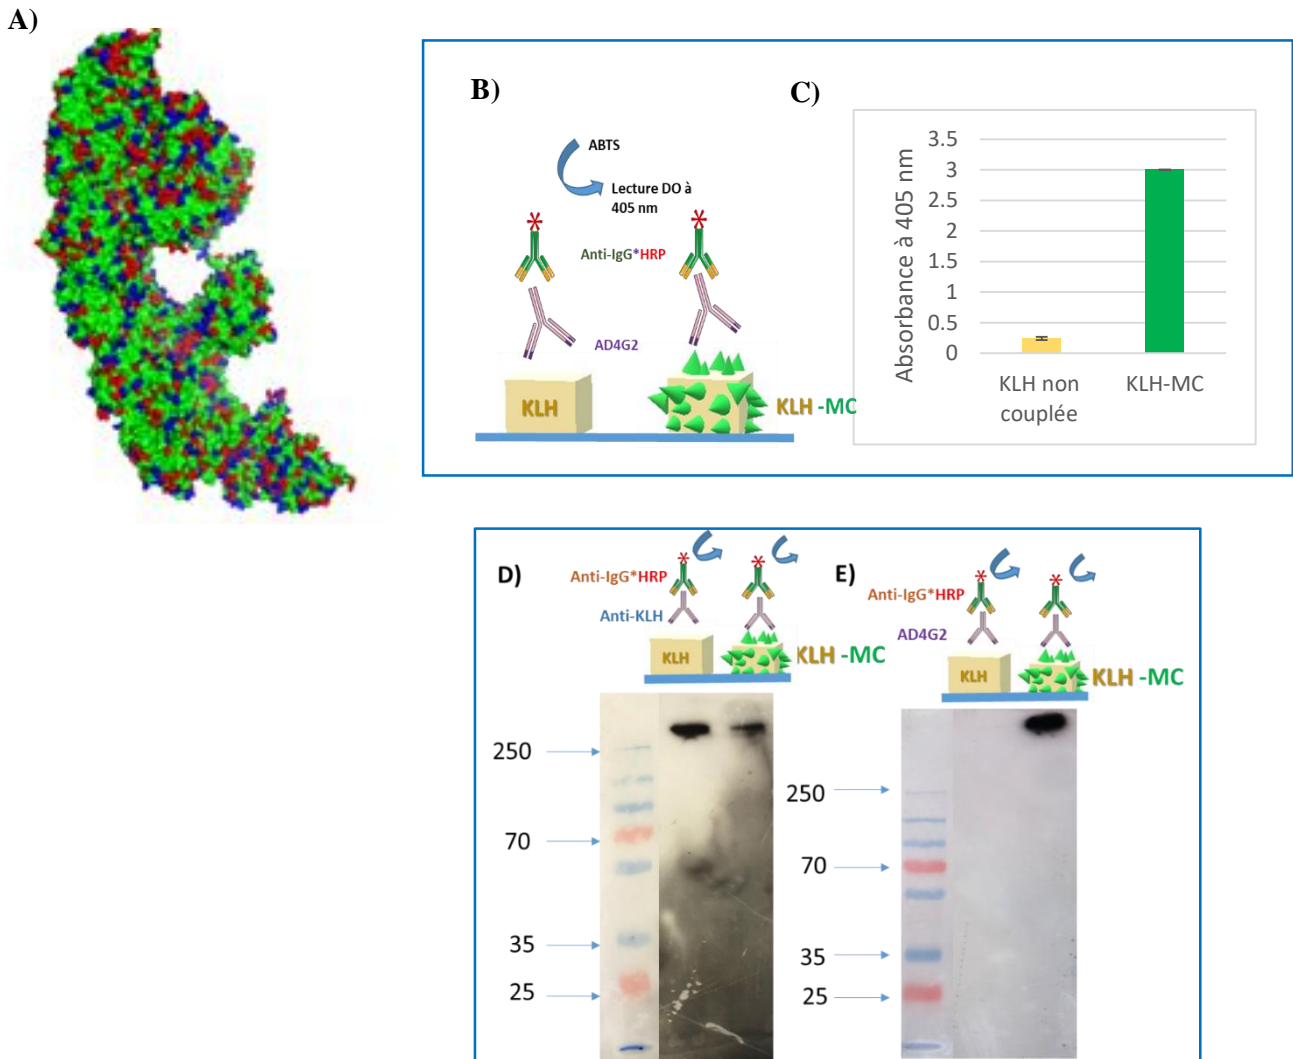 A)
B)
ABTS
Lecture DO à
405 nm
Anti-IgG*HRP
AD4G2
KLH
KLH -MC
C)
Absorbance à 405 nm
3.5
3
2.5
2
1.5
1
0.5
0
KLH non
couplée
KLH-MC
D)
Anti-IgG*HRP
Anti-KLH
KLH
KLH -MC
250
70
35
25
E)
Anti-IgG*HRP
AD4G2
KLH
KLH -MC
250
70
35
25